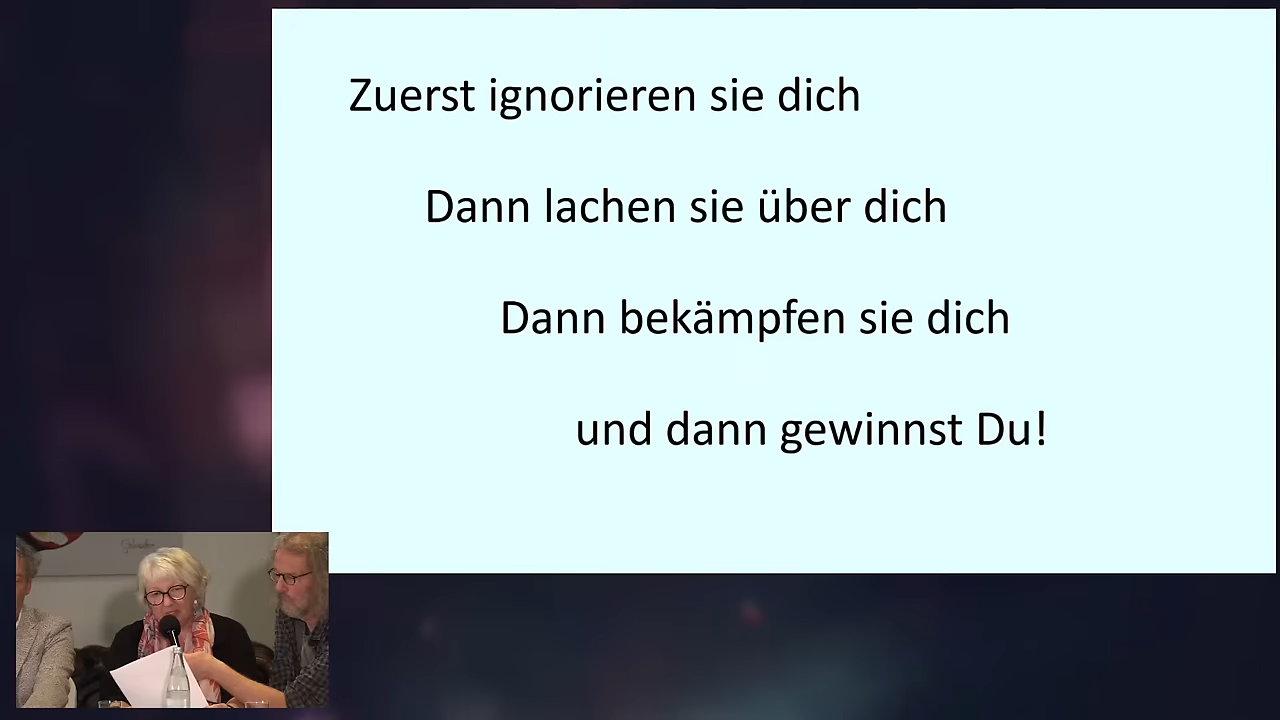 Zuerst ignorieren sie dich
Dann lachen sie über dich
Dann bekämpfen sie dich
und dann gewinnst Du!